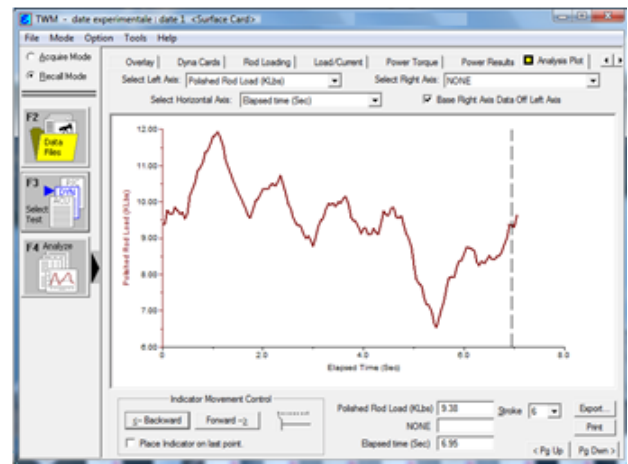 TWM - date experimentale : date 1 <Surface Card>
File Mode Option Tools Help
Acquire Mode
Recall Mode
F2
Data Files
F3
Select Test
F4 Analyze
Overlay Dyna Cards Rod Loading Load/Current Power Torque Power Results Analysis Plot
Select Left Axis: Polished Rod Load (KLbs) Select Right Axis: NONE
Select Horizontal Axis: Elapsed time (Sec) Base Right Axis Data Off Left Axis
12.00
11.00
10.00
9.00
8.00
7.00
6.00
Polished Rod Load (KLbs)
0 2.0 4.0 6.0 8.0
Elapsed Time (Sec)
Indicator Movement Control
<- Backward Forward ->
Place Indicator on last point.
Polished Rod Load (KLbs) 9.38
NONE
Elapsed time (Sec) 6.95
Stroke 6
Export...
Print
< Pg Up Pg Dwn >